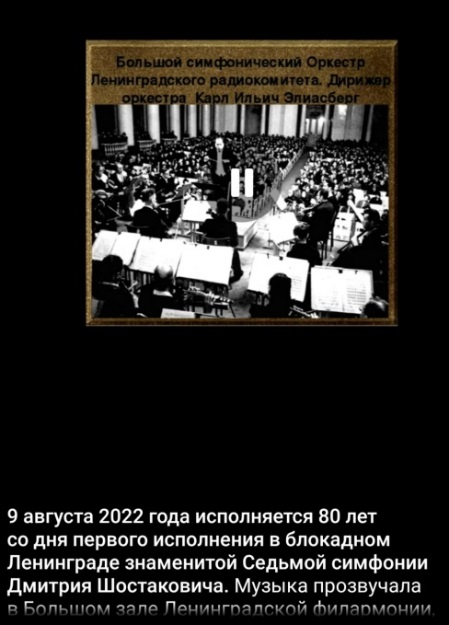 Большой симфонический Оркестр
Ленинградского радиокомитета. Дирижер
оркестра Карл Ильич Элиасберг
9 августа 2022 года исполняется 80 лет
со дня первого исполнения в блокадном
Ленинграде знаменитой Седьмой симфонии
Дмитрия Шостаковича. Музыка прозвучала
в Большом зале Ленинградской филармонии,